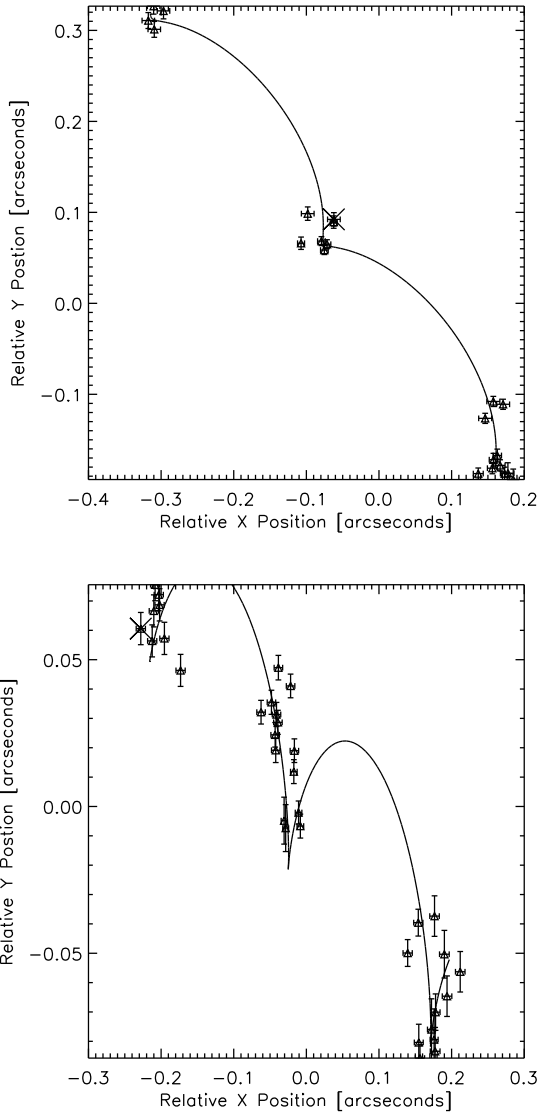 0.3
0.2
0.1
0.0
−0.1
Relative Y Postion [arcseconds]
−0.4 −0.3 −0.2 −0.1 0.0 0.1 0.2
Relative X Position [arcseconds]
0.05
0.00
−0.05
Relative Y Postion [arcseconds]
−0.3 −0.2 −0.1 −0.0 0.1 0.2 0.3
Relative X Position [arcseconds]